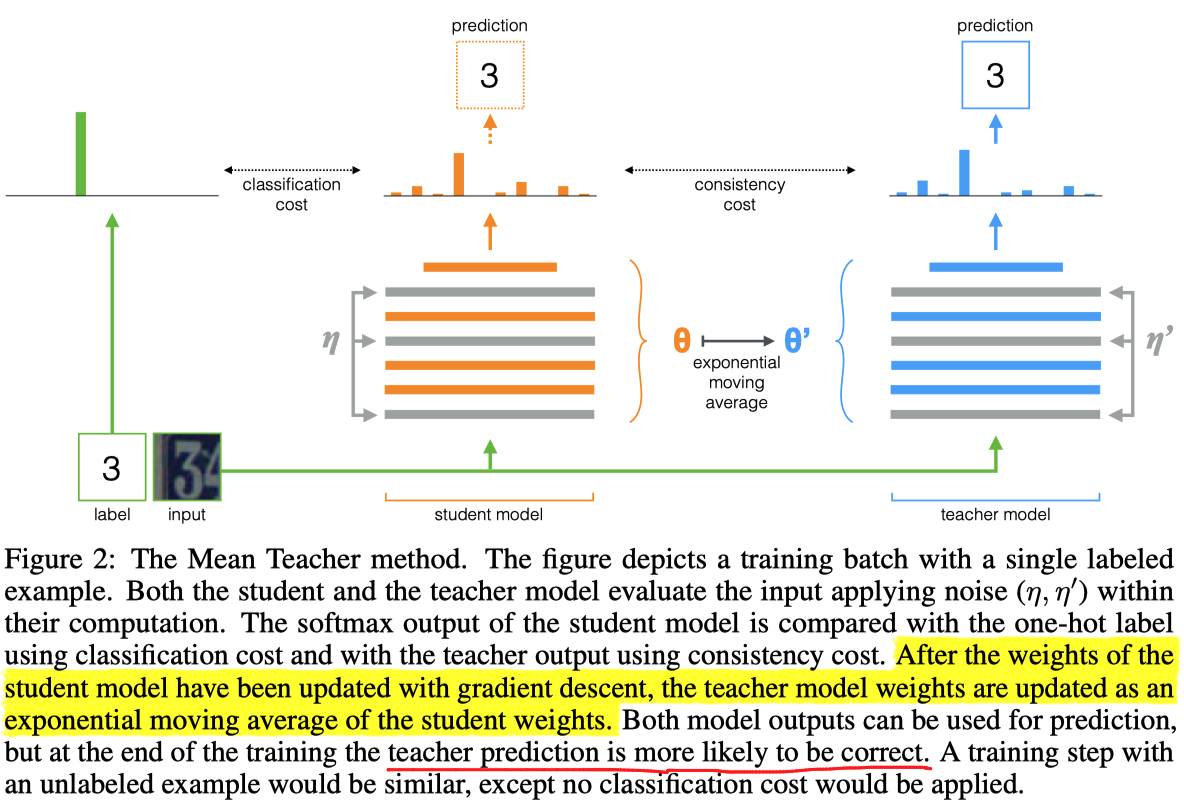 prediction
prediction
3
3
classification
cost
consistency
cost
η
θ
θ’
η’
exponential
moving
average
3
34
label
input
student model
teacher model
Figure 2: The Mean Teacher method. The figure depicts a training batch with a single labeled
example. Both the student and the teacher model evaluate the input applying noise (η, η′) within
their computation. The softmax output of the student model is compared with the one-hot label
using classification cost and with the teacher output using consistency cost. After the weights of the
student model have been updated with gradient descent, the teacher model weights are updated as an
exponential moving average of the student weights. Both model outputs can be used for prediction,
but at the end of the training the teacher prediction is more likely to be correct. A training step with
an unlabeled example would be similar, except no classification cost would be applied.